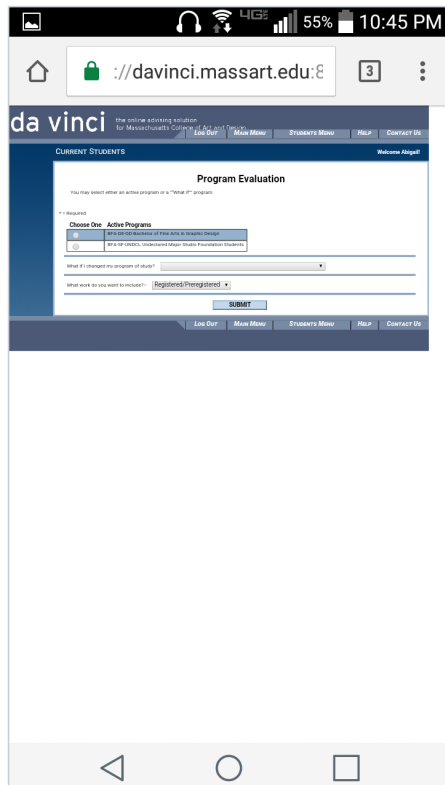 4G 55% 10:45 PM
://davinci.massart.edu:8 3
da vinci the online advising solution
for Massachusetts College of Art and Design
LOG OUT MAIN MENU STUDENTS MENU HELP CONTACT US
CURRENT STUDENTS Welcome Abigail!
Program Evaluation
You may select either an active program or a "What if" program.
* = Required
Choose One Active Programs
BFA-DE-GD Bachelor of Fine Arts in Graphic Design
BFA-SF-UNDCL Undeclared Major Studio Foundation Students
What if I changed my program of study?
What work do you want to include?* Registered/Preregistered
SUBMIT
LOG OUT MAIN MENU STUDENTS MENU HELP CONTACT US